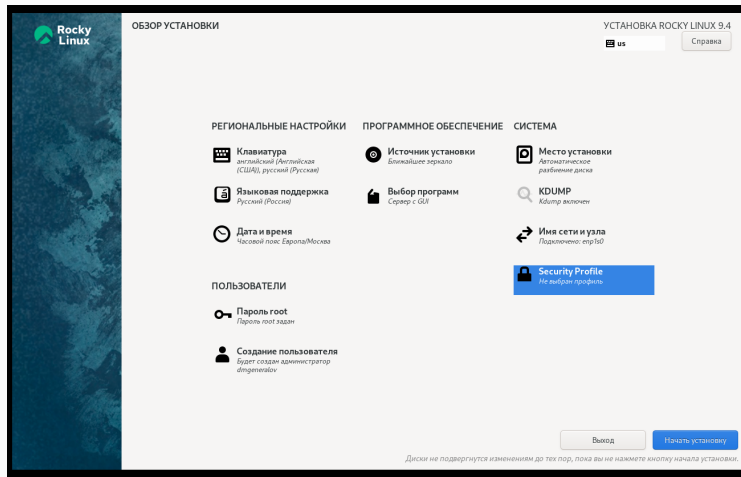 Rocky
Linux
ОБЗОР УСТАНОВКИ
УСТАНОВКА ROCKY LINUX 9.4
us
Справка
РЕГИОНАЛЬНЫЕ НАСТРОЙКИ
Клавиатура
английский (Английская
(США)), русский (Русская)
Языковая поддержка
Русский (Россия)
Дата и время
Часовой пояс Европа/Москва
ПРОГРАММНОЕ ОБЕСПЕЧЕНИЕ
Источник установки
Ближайшее зеркало
Выбор программ
Сервер с GUI
СИСТЕМА
Место установки
Автоматическое
разбиение диска
KDUMP
Kdump включен
Имя сети и узла
Подключено: enp1s0
Security Profile
Не выбран профиль
ПОЛЬЗОВАТЕЛИ
Пароль root
Пароль root задан
Создание пользователя
Будет создан администратор
dmgeneralov
Выход
Начать установку
Диски не подвергнутся изменениям до тех пор, пока вы не нажмете кнопку начала установки.